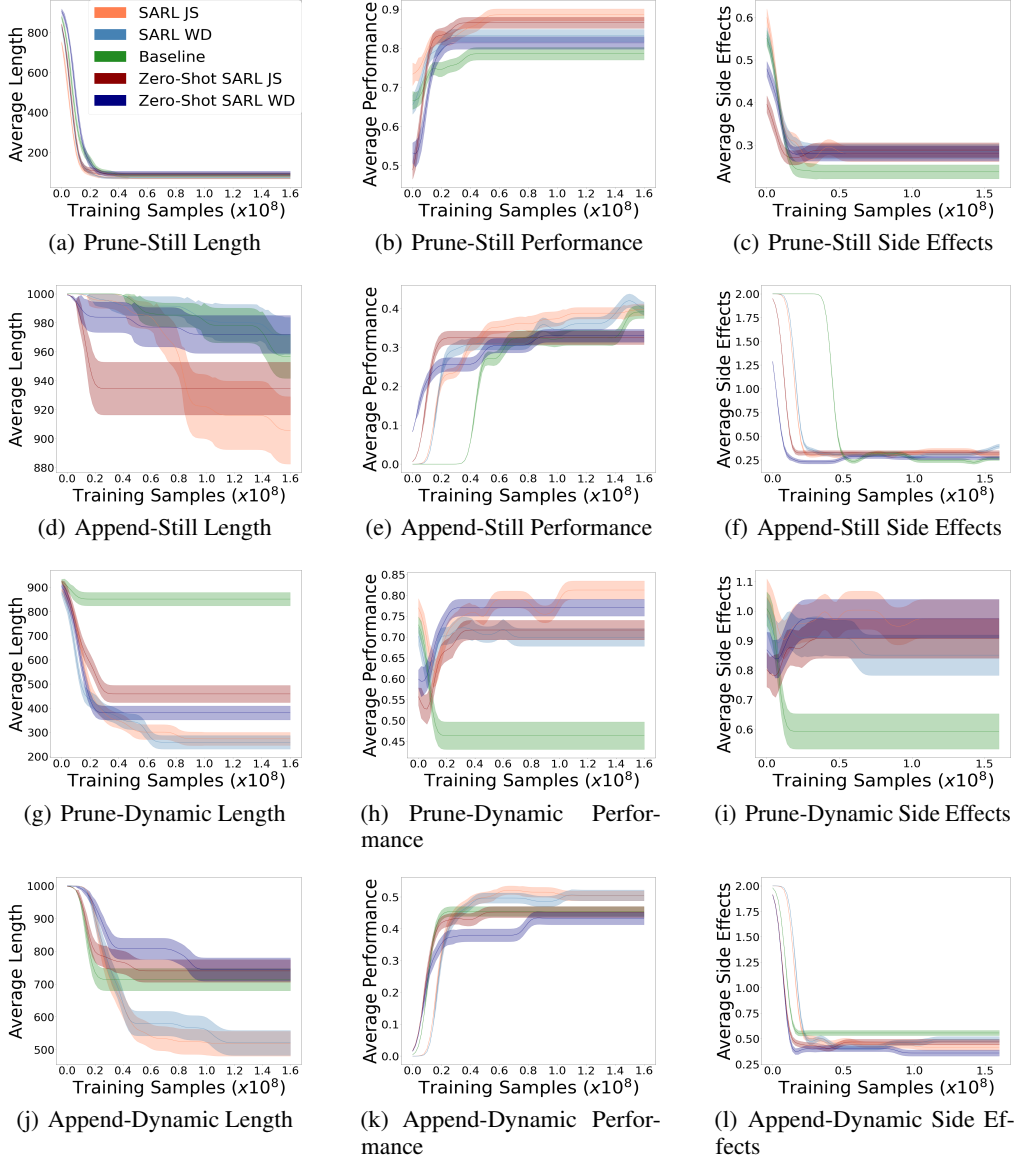 SARL JS
SARL WD
Baseline
Zero-Shot SARL JS
Zero-Shot SARL WD
Average Length
800
600
400
200
0.0 0.2 0.4 0.6 0.8 1.0 1.2 1.4 1.6
Training Samples (x10^8)
(a) Prune-Still Length
Average Performance
0.9
0.8
0.7
0.6
0.5
0.0 0.2 0.4 0.6 0.8 1.0 1.2 1.4 1.6
Training Samples (x10^8)
(b) Prune-Still Performance
Average Side Effects
0.6
0.5
0.4
0.3
0.0 0.5 1.0 1.5
Training Samples (x10^8)
(c) Prune-Still Side Effects
Average Length
1000
980
960
940
920
900
880
0.0 0.2 0.4 0.6 0.8 1.0 1.2 1.4 1.6
Training Samples (x10^8)
(d) Append-Still Length
Average Performance
0.4
0.3
0.2
0.1
0.0
0.0 0.2 0.4 0.6 0.8 1.0 1.2 1.4 1.6
Training Samples (x10^8)
(e) Append-Still Performance
Average Side Effects
2.00
1.75
1.50
1.25
1.00
0.75
0.50
0.25
0.0 0.5 1.0 1.5
Training Samples (x10^8)
(f) Append-Still Side Effects
Average Length
900
800
700
600
500
400
300
200
0.0 0.2 0.4 0.6 0.8 1.0 1.2 1.4 1.6
Training Samples (x10^8)
(g) Prune-Dynamic Length
Average Performance
0.85
0.80
0.75
0.70
0.65
0.60
0.55
0.50
0.45
0.0 0.2 0.4 0.6 0.8 1.0 1.2 1.4 1.6
Training Samples (x10^8)
(h) Prune-Dynamic Perfor-
mance
Average Side Effects
1.1
1.0
0.9
0.8
0.7
0.6
0.0 0.5 1.0 1.5
Training Samples (x10^8)
(i) Prune-Dynamic Side Effects
Average Length
1000
900
800
700
600
500
0.0 0.2 0.4 0.6 0.8 1.0 1.2 1.4 1.6
Training Samples (x10^8)
(j) Append-Dynamic Length
Average Performance
0.5
0.4
0.3
0.2
0.1
0.0
0.0 0.2 0.4 0.6 0.8 1.0 1.2 1.4 1.6
Training Samples (x10^8)
(k) Append-Dynamic Perfor-
mance
Average Side Effects
2.00
1.75
1.50
1.25
1.00
0.75
0.50
0.25
0.0 0.5 1.0 1.5
Training Samples (x10^8)
(l) Append-Dynamic Side Ef-
fects